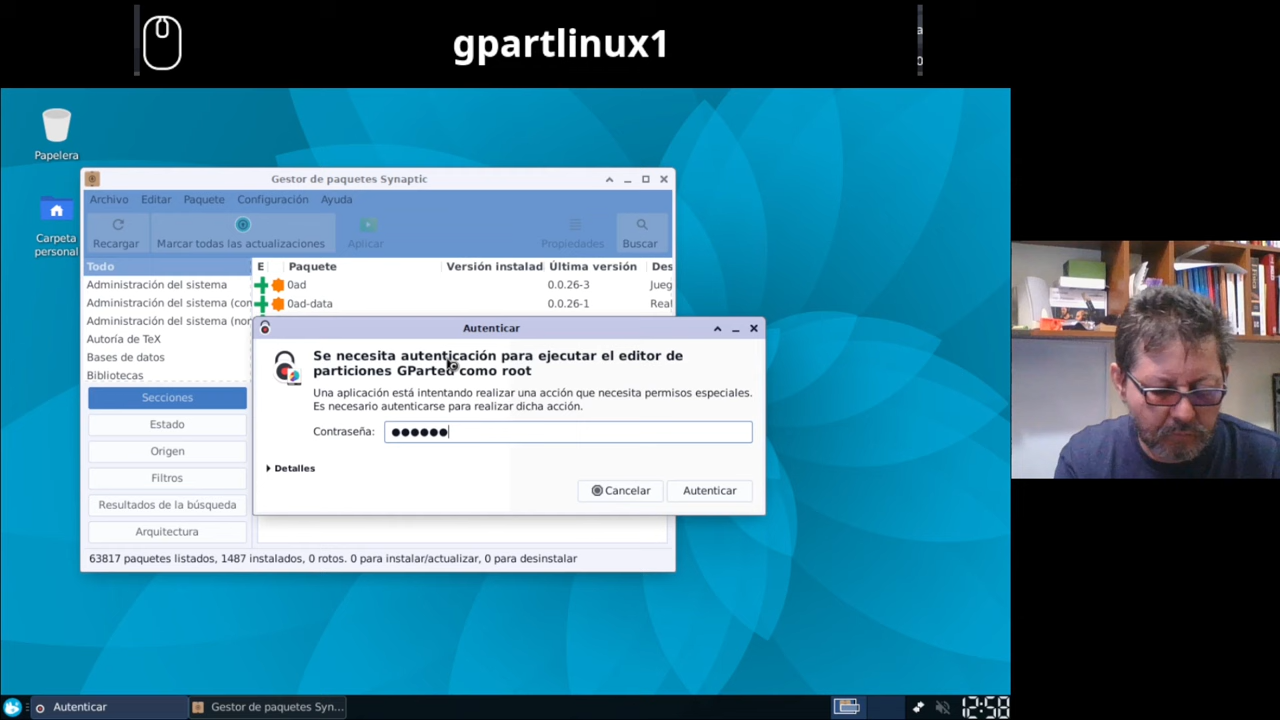 gpartlinux1
Papelera
Carpeta
personal
Gestor de paquetes Synaptic
Archivo Editar Paquete Configuración Ayuda
Recargar Marcar todas las actualizaciones Aplicar Propiedades Buscar
Todo
Administración del sistema
Administración del sistema (con
Administración del sistema (nor
Autoría de TeX
Bases de datos
Bibliotecas
E Paquete Versión instalad Última versión Des
0ad 0.0.26-3 Jueg
0ad-data 0.0.26-1 Real
Secciones
Estado
Origen
Filtros
Resultados de la búsqueda
Arquitectura
Autenticar
Se necesita autenticación para ejecutar el editor de
particiones GParted como root
Una aplicación está intentando realizar una acción que necesita permisos especiales.
Es necesario autenticarse para realizar dicha acción.
Contraseña: ●●●●●●
Detalles
Cancelar Autenticar
63817 paquetes listados, 1487 instalados, 0 rotos. 0 para instalar/actualizar, 0 para desinstalar
Autenticar Gestor de paquetes Syn... 12:58